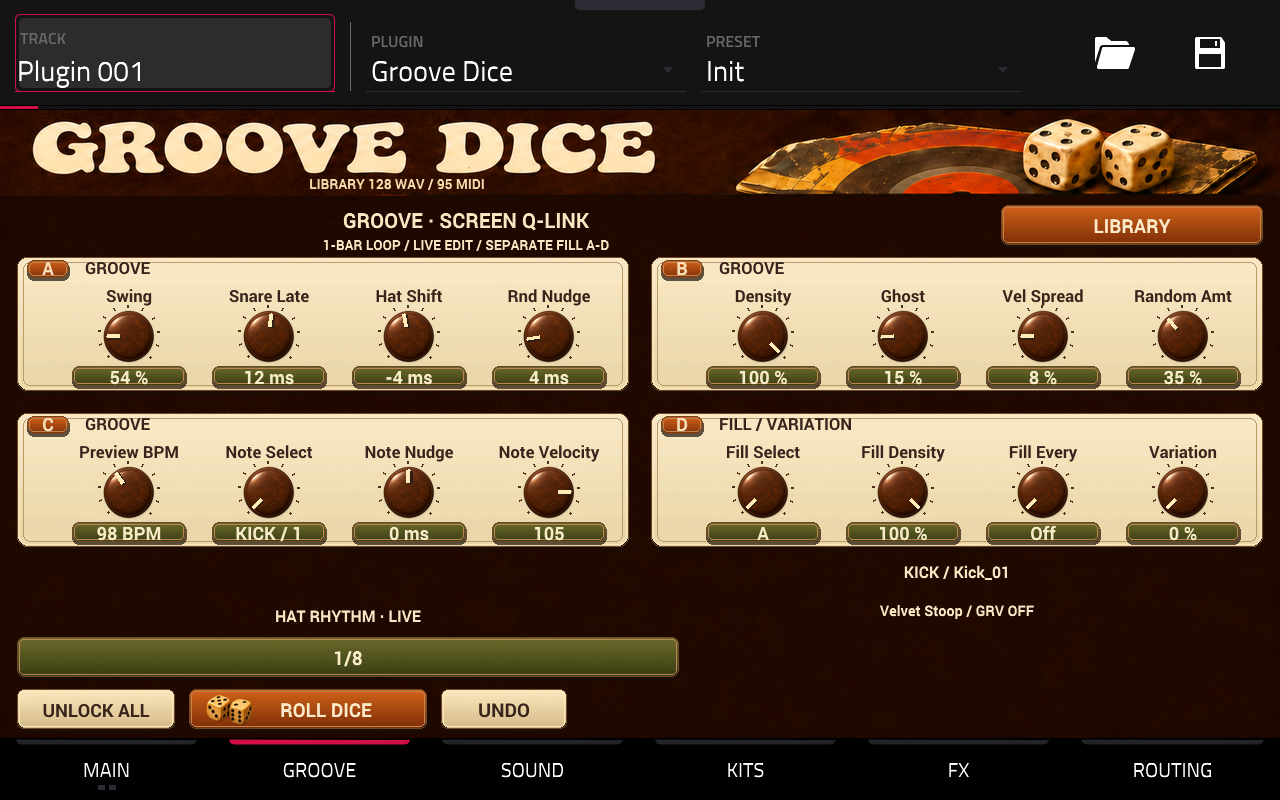 TRACK
Plugin 001
PLUGIN
Groove Dice
PRESET
Init
GROOVE DICE
LIBRARY 128 WAV / 95 MIDI
GROOVE · SCREEN Q-LINK
1-BAR LOOP / LIVE EDIT / SEPARATE FILL A-D
LIBRARY
A GROOVE
Swing Snare Late Hat Shift Rnd Nudge
54 % 12 ms -4 ms 4 ms
B GROOVE
Density Ghost Vel Spread Random Amt
100 % 15 % 8 % 35 %
C GROOVE
Preview BPM Note Select Note Nudge Note Velocity
98 BPM KICK / 1 0 ms 105
D FILL / VARIATION
Fill Select Fill Density Fill Every Variation
A 100 % Off 0 %
KICK / Kick_01
Velvet Stoop / GRV OFF
HAT RHYTHM · LIVE
1/8
UNLOCK ALL ROLL DICE UNDO
MAIN GROOVE SOUND KITS FX ROUTING